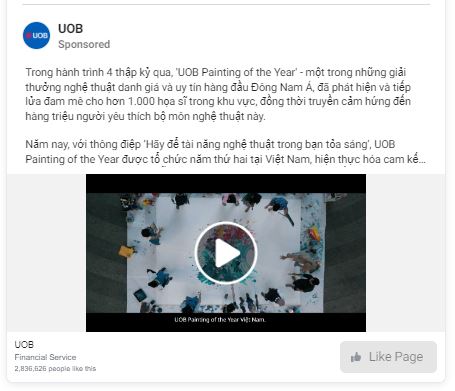 UOB
Sponsored
Trong hành trình 4 thập kỷ qua, 'UOB Painting of the Year' - một trong những giải
thưởng nghệ thuật danh giá và uy tín hàng đầu Đông Nam Á, đã phát hiện và tiếp
lửa đam mê cho hơn 1.000 họa sĩ trong khu vực, đồng thời truyền cảm hứng đến
hàng triệu người yêu thích bộ môn nghệ thuật này.
Năm nay, với thông điệp 'Hãy để tài năng nghệ thuật trong bạn tỏa sáng', UOB
Painting of the Year được tổ chức năm thứ hai tại Việt Nam, hiện thực hóa cam kế...
UOB Painting of the Year Việt Nam.
UOB
Financial Service
2,836,626 people like this
Like Page